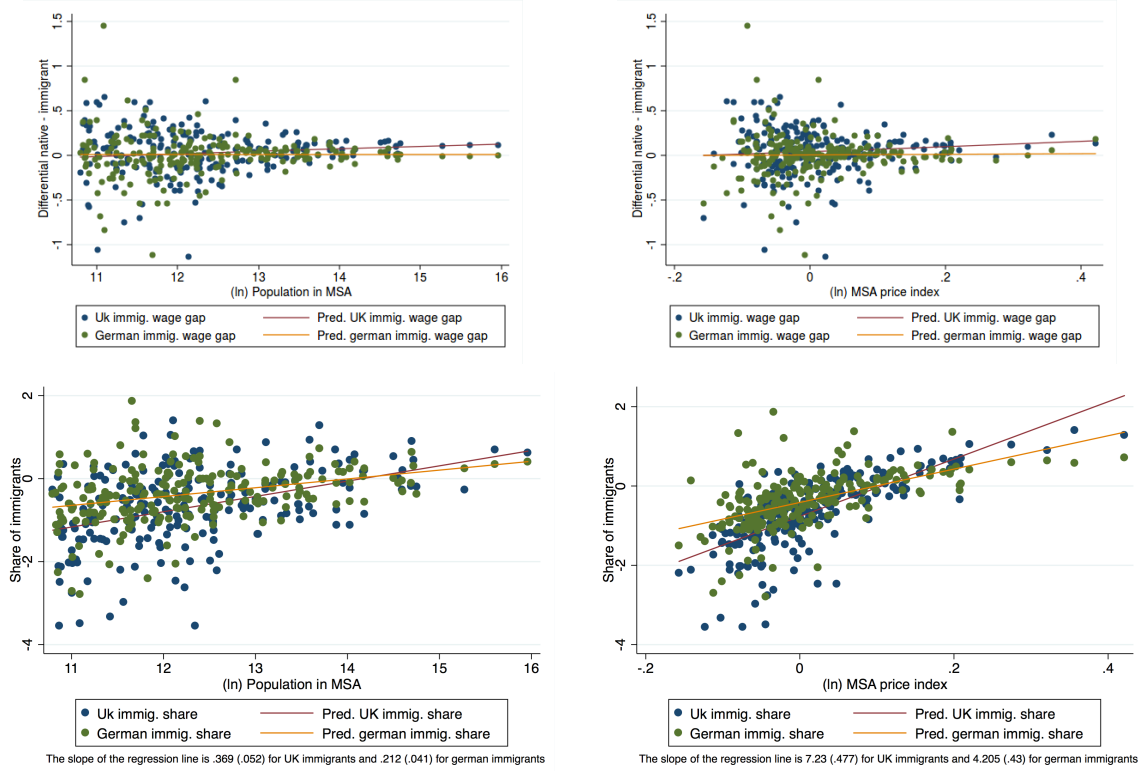 Differential native - immigrant
1.5
1
.5
0
-.5
-1
11 12 13 14 15 16
(ln) Population in MSA
Uk immig. wage gap Pred. UK immig. wage gap
German immig. wage gap Pred. german immig. wage gap
Differential native - immigrant
1.5
1
.5
0
-.5
-1
-.2 0 .2 .4
(ln) MSA price index
Uk immig. wage gap Pred. UK immig. wage gap
German immig. wage gap Pred. german immig. wage gap
Share of immigrants
2
0
-2
-4
11 12 13 14 15 16
(ln) Population in MSA
Uk immig. share Pred. UK immig. share
German immig. share Pred. german immig. share
The slope of the regression line is .369 (.052) for UK immigrants and .212 (.041) for german immigrants
Share of immigrants
2
0
-2
-4
-.2 0 .2 .4
(ln) MSA price index
Uk immig. share Pred. UK immig. share
German immig. share Pred. german immig. share
The slope of the regression line is 7.23 (.477) for UK immigrants and 4.205 (.43) for german immigrants